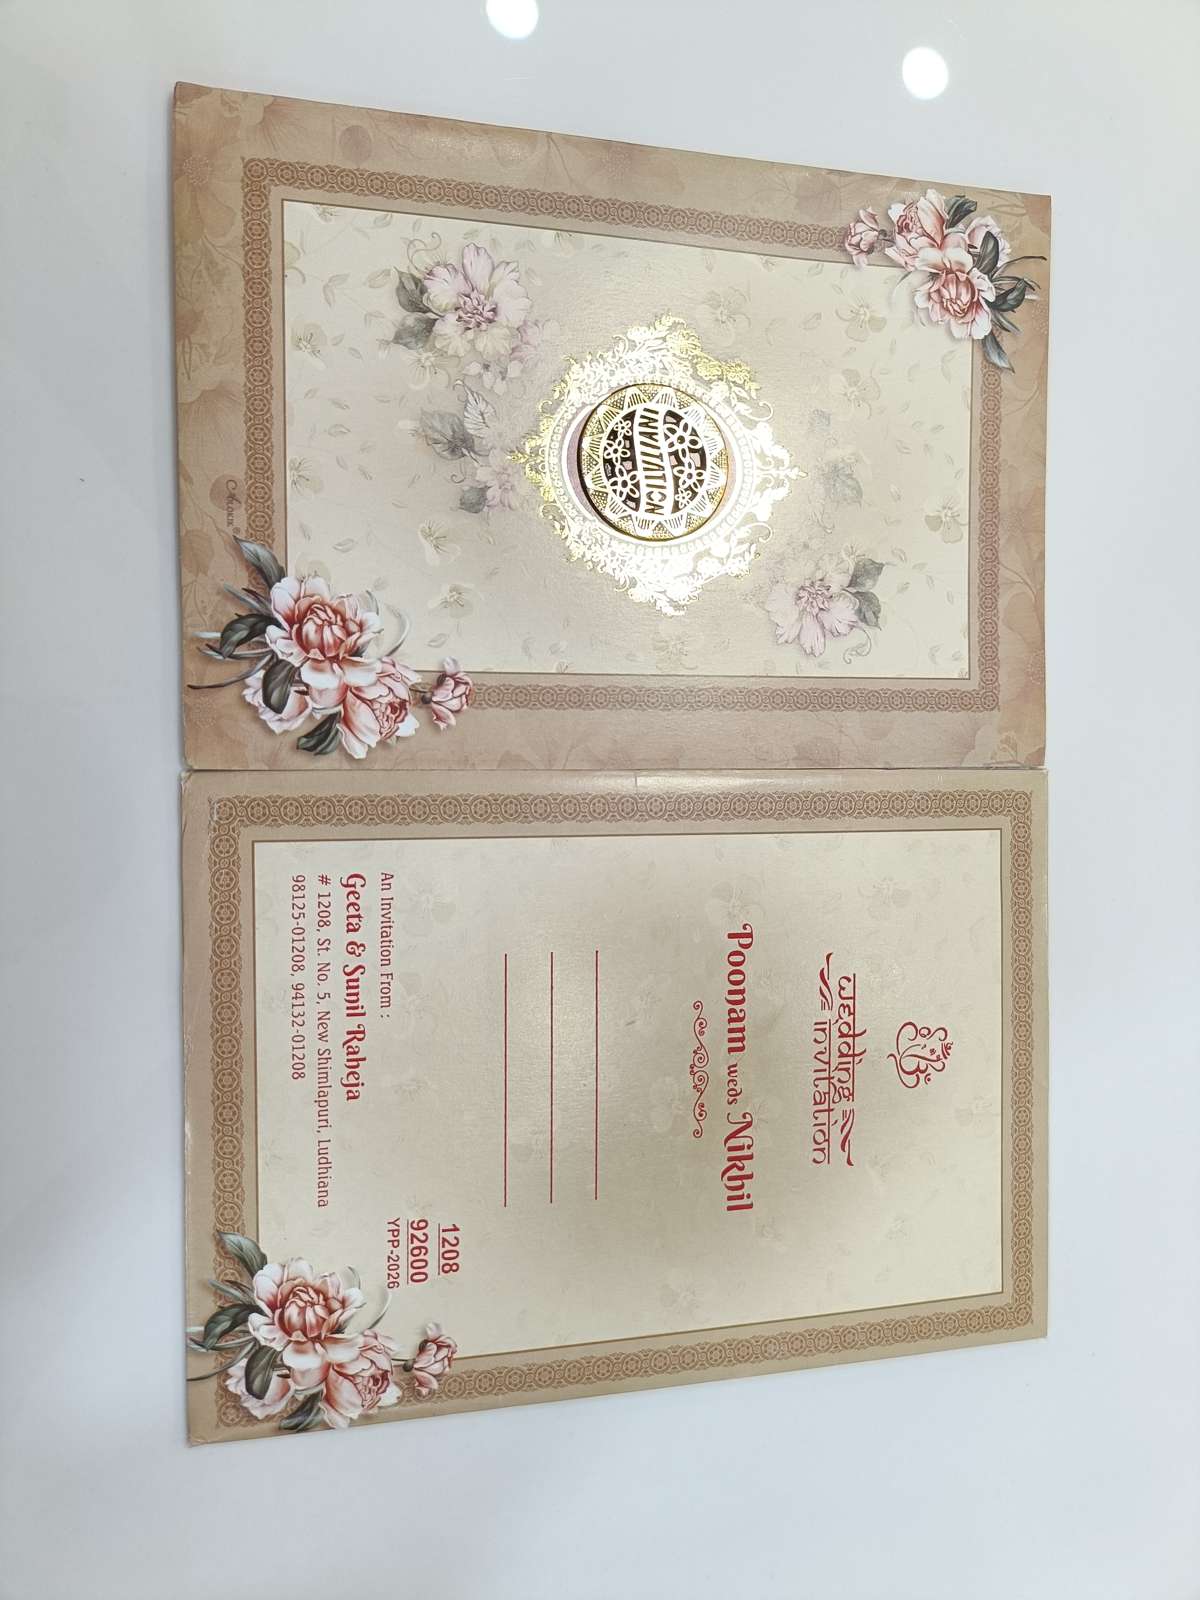 INVITATION
Acorn®
Wedding
Invitation
Poonam weds Nikhil
An Invitation From :
Geeta & Sunil Raheja
# 1208, St. No. 5, New Shimlapuri, Ludhiana
98125-01208, 94132-01208
1208
92600
YPP-2026